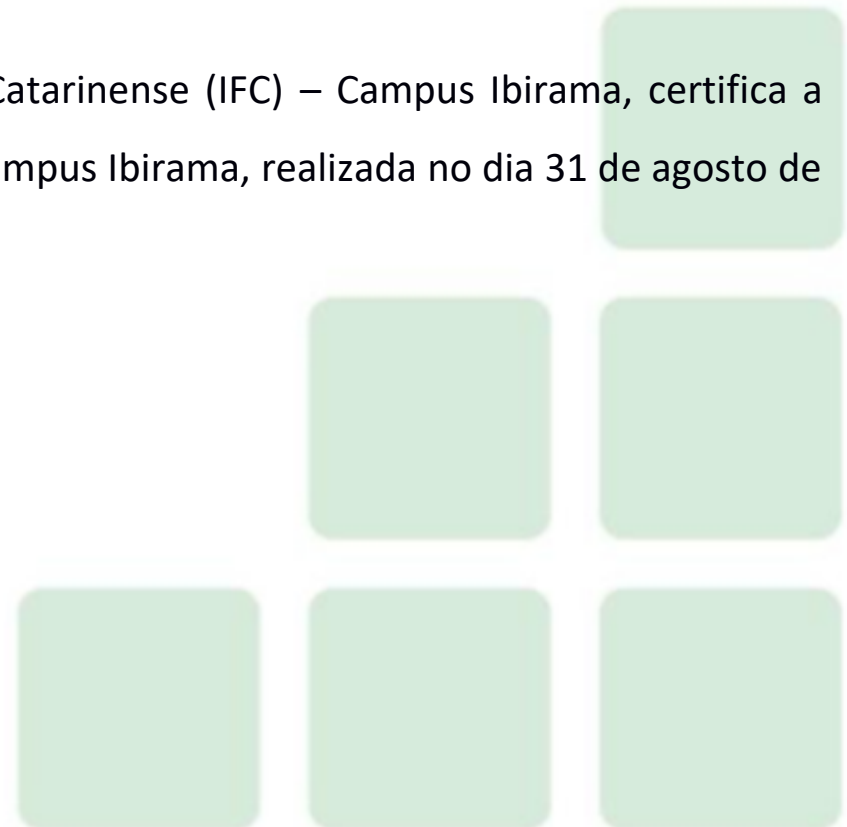 Catarinense (IFC) – Campus Ibirama, certifica a
mpus Ibirama, realizada no dia 31 de agosto de